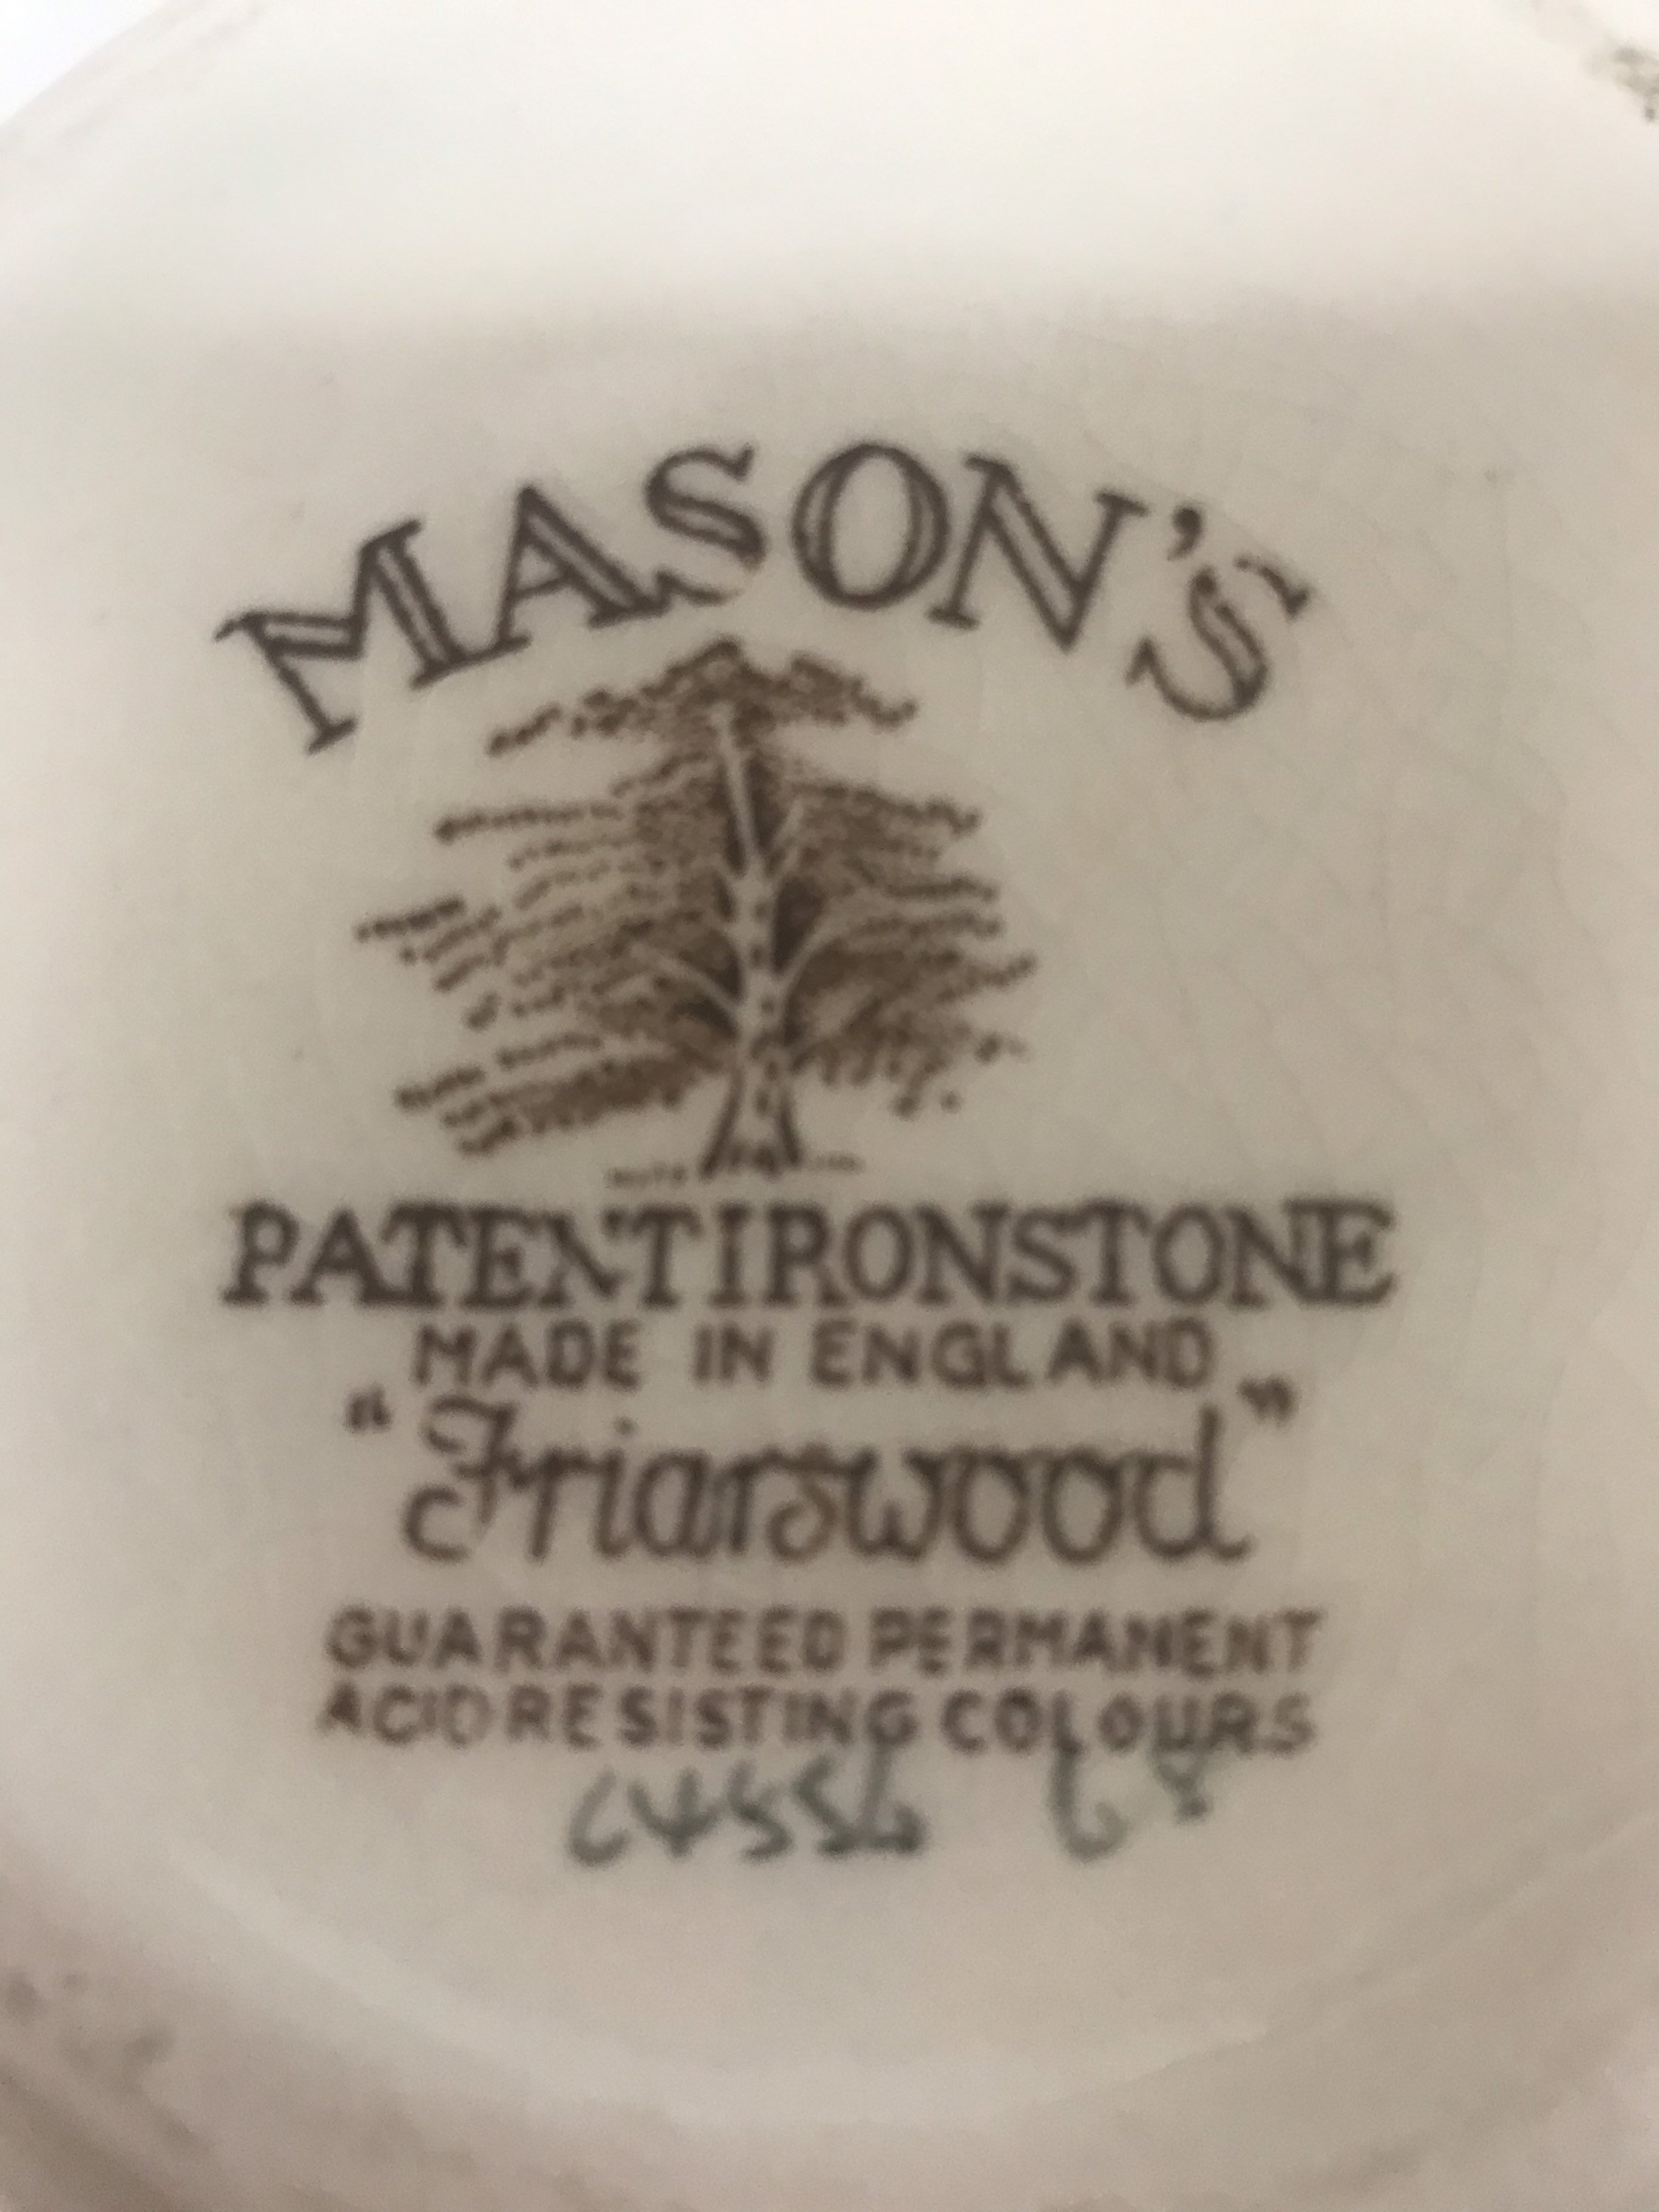 MASON'S
PATENT IRONSTONE
MADE IN ENGLAND
"Friarswood"
GUARANTEED PERMANENT
ACID RESISTING COLOURS